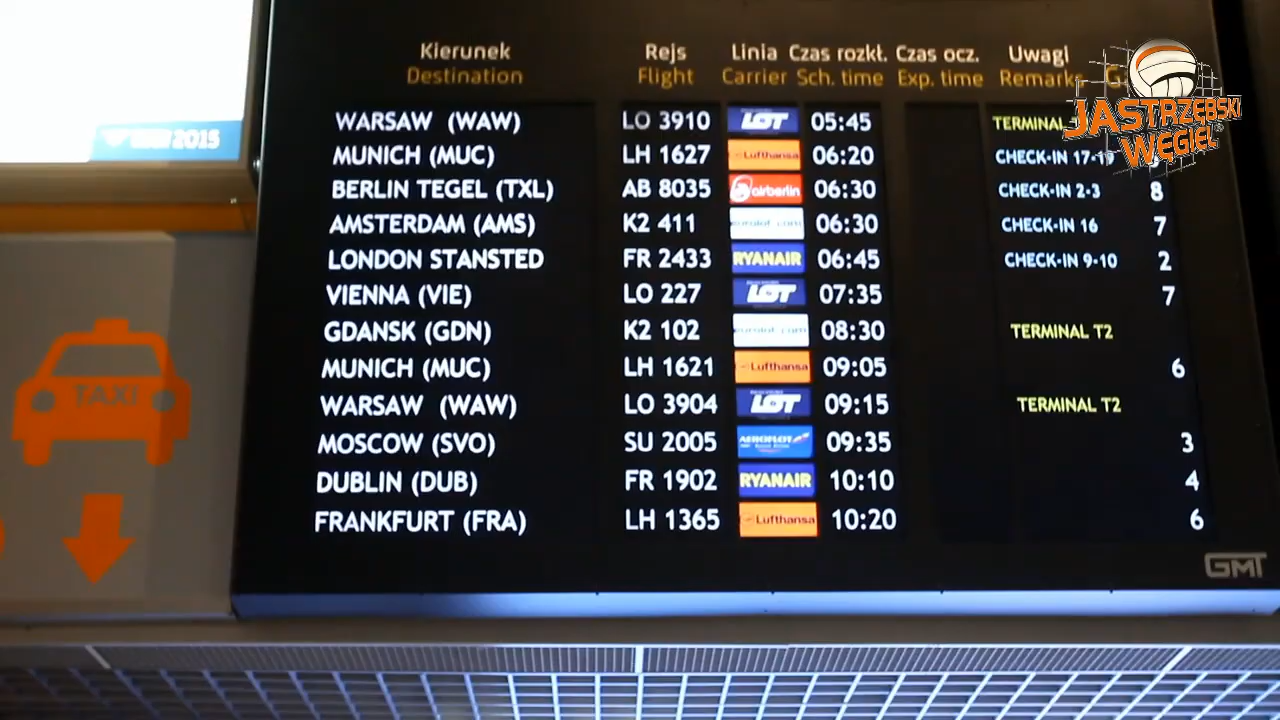 Kierunek Rejs Linia Czas rozkł. Czas ocz. Uwagi
Destination Flight Carrier Sch. time Exp. time Remarks
WARSAW (WAW) LO 3910 LOT 05:45 TERMINAL
MUNICH (MUC) LH 1627 Lufthansa 06:20 CHECK-IN 17-19
BERLIN TEGEL (TXL) AB 8035 airberlin 06:30 CHECK-IN 2-3 8
AMSTERDAM (AMS) K2 411 eurolot.com 06:30 CHECK-IN 16 7
LONDON STANSTED FR 2433 RYANAIR 06:45 CHECK-IN 9-10 2
VIENNA (VIE) LO 227 LOT 07:35 7
GDANSK (GDN) K2 102 eurolot.com 08:30 TERMINAL T2
MUNICH (MUC) LH 1621 Lufthansa 09:05 6
WARSAW (WAW) LO 3904 LOT 09:15 TERMINAL T2
MOSCOW (SVO) SU 2005 AEROFLOT 09:35 3
DUBLIN (DUB) FR 1902 RYANAIR 10:10 4
FRANKFURT (FRA) LH 1365 Lufthansa 10:20 6
GMT
JASTRZĘBSKI
WĘGIEL
2015
TAXI